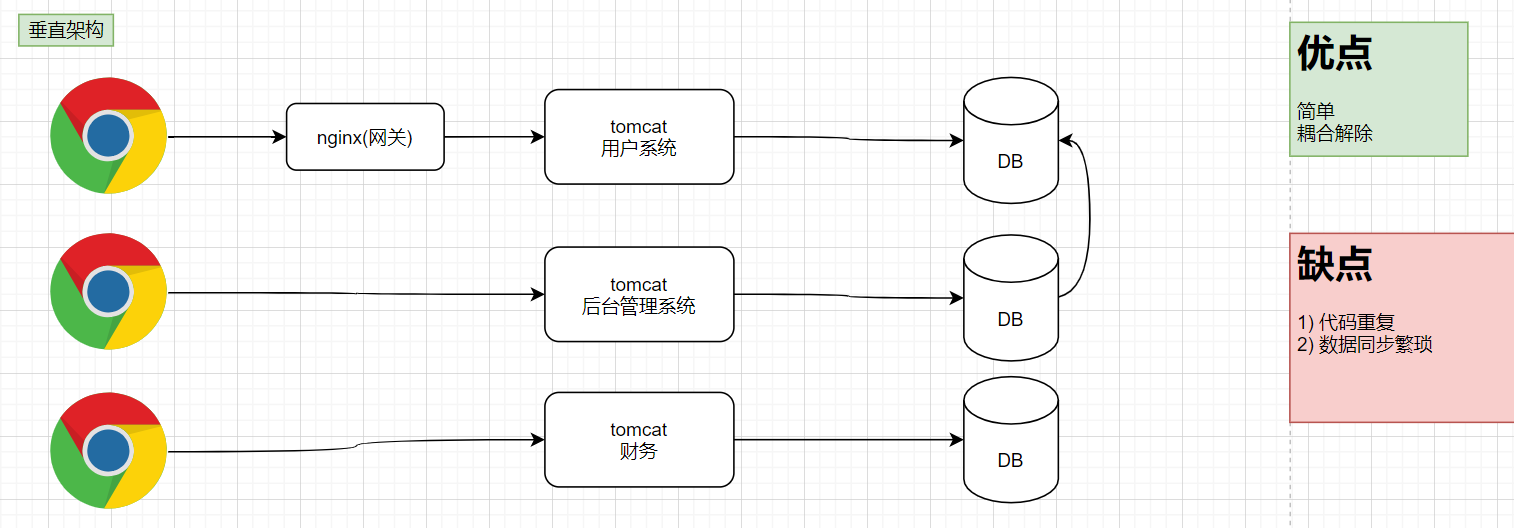 垂直架构
nginx(网关)
tomcat
用户系统
DB
tomcat
后台管理系统
DB
tomcat
财务
DB
优点
简单
耦合解除
缺点
1) 代码重复
2) 数据同步繁琐